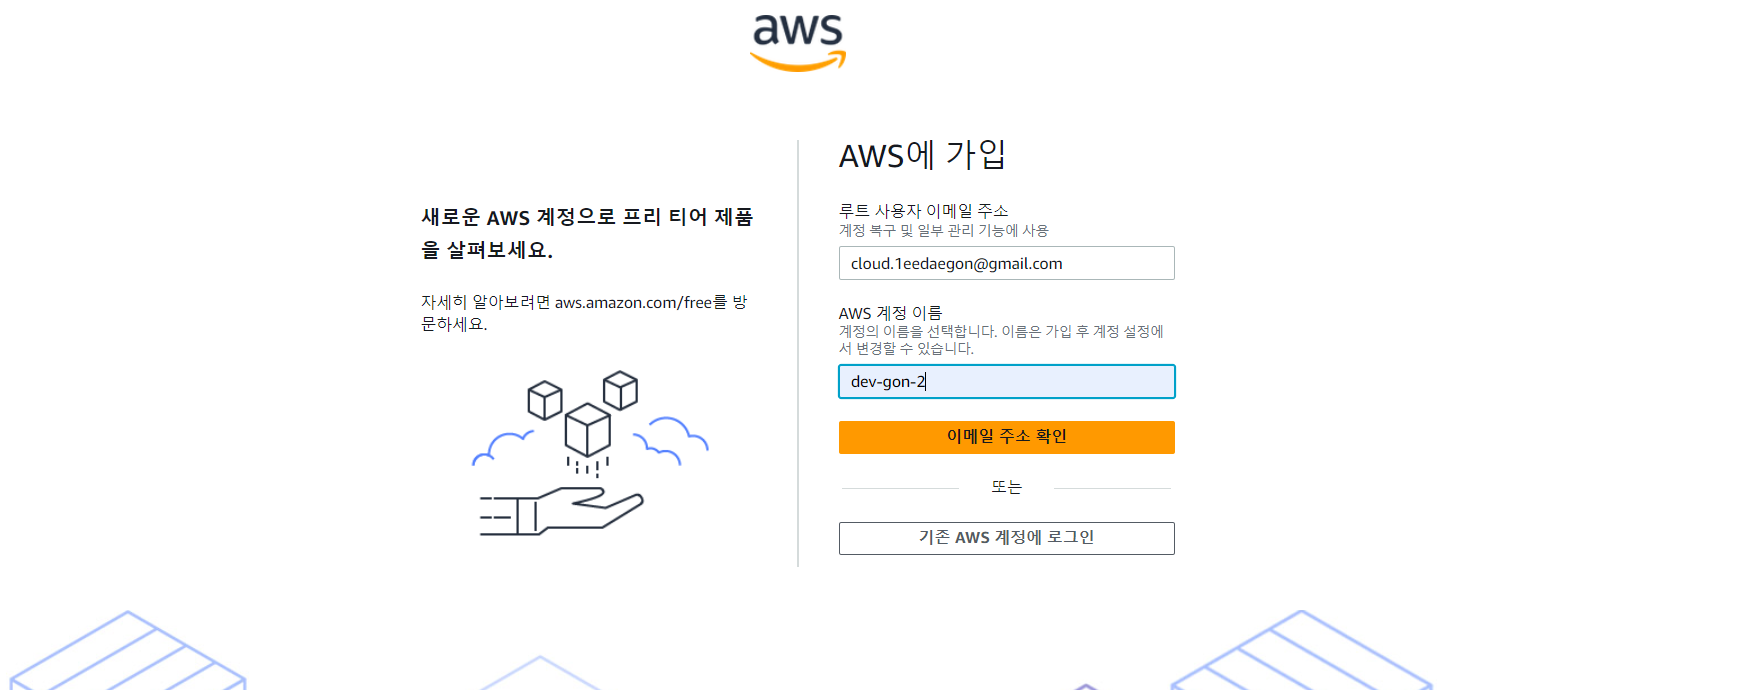 aws
새로운 AWS 계정으로 프리 티어 제품
을 살펴보세요.
자세히 알아보려면 aws.amazon.com/free를 방
문하세요.
AWS에 가입
루트 사용자 이메일 주소
계정 복구 및 일부 관리 기능에 사용
cloud.1eedaegon@gmail.com
AWS 계정 이름
계정의 이름을 선택합니다. 이름은 가입 후 계정 설정에
서 변경할 수 있습니다.
dev-gon-2
이메일 주소 확인
또는
기존 AWS 계정에 로그인